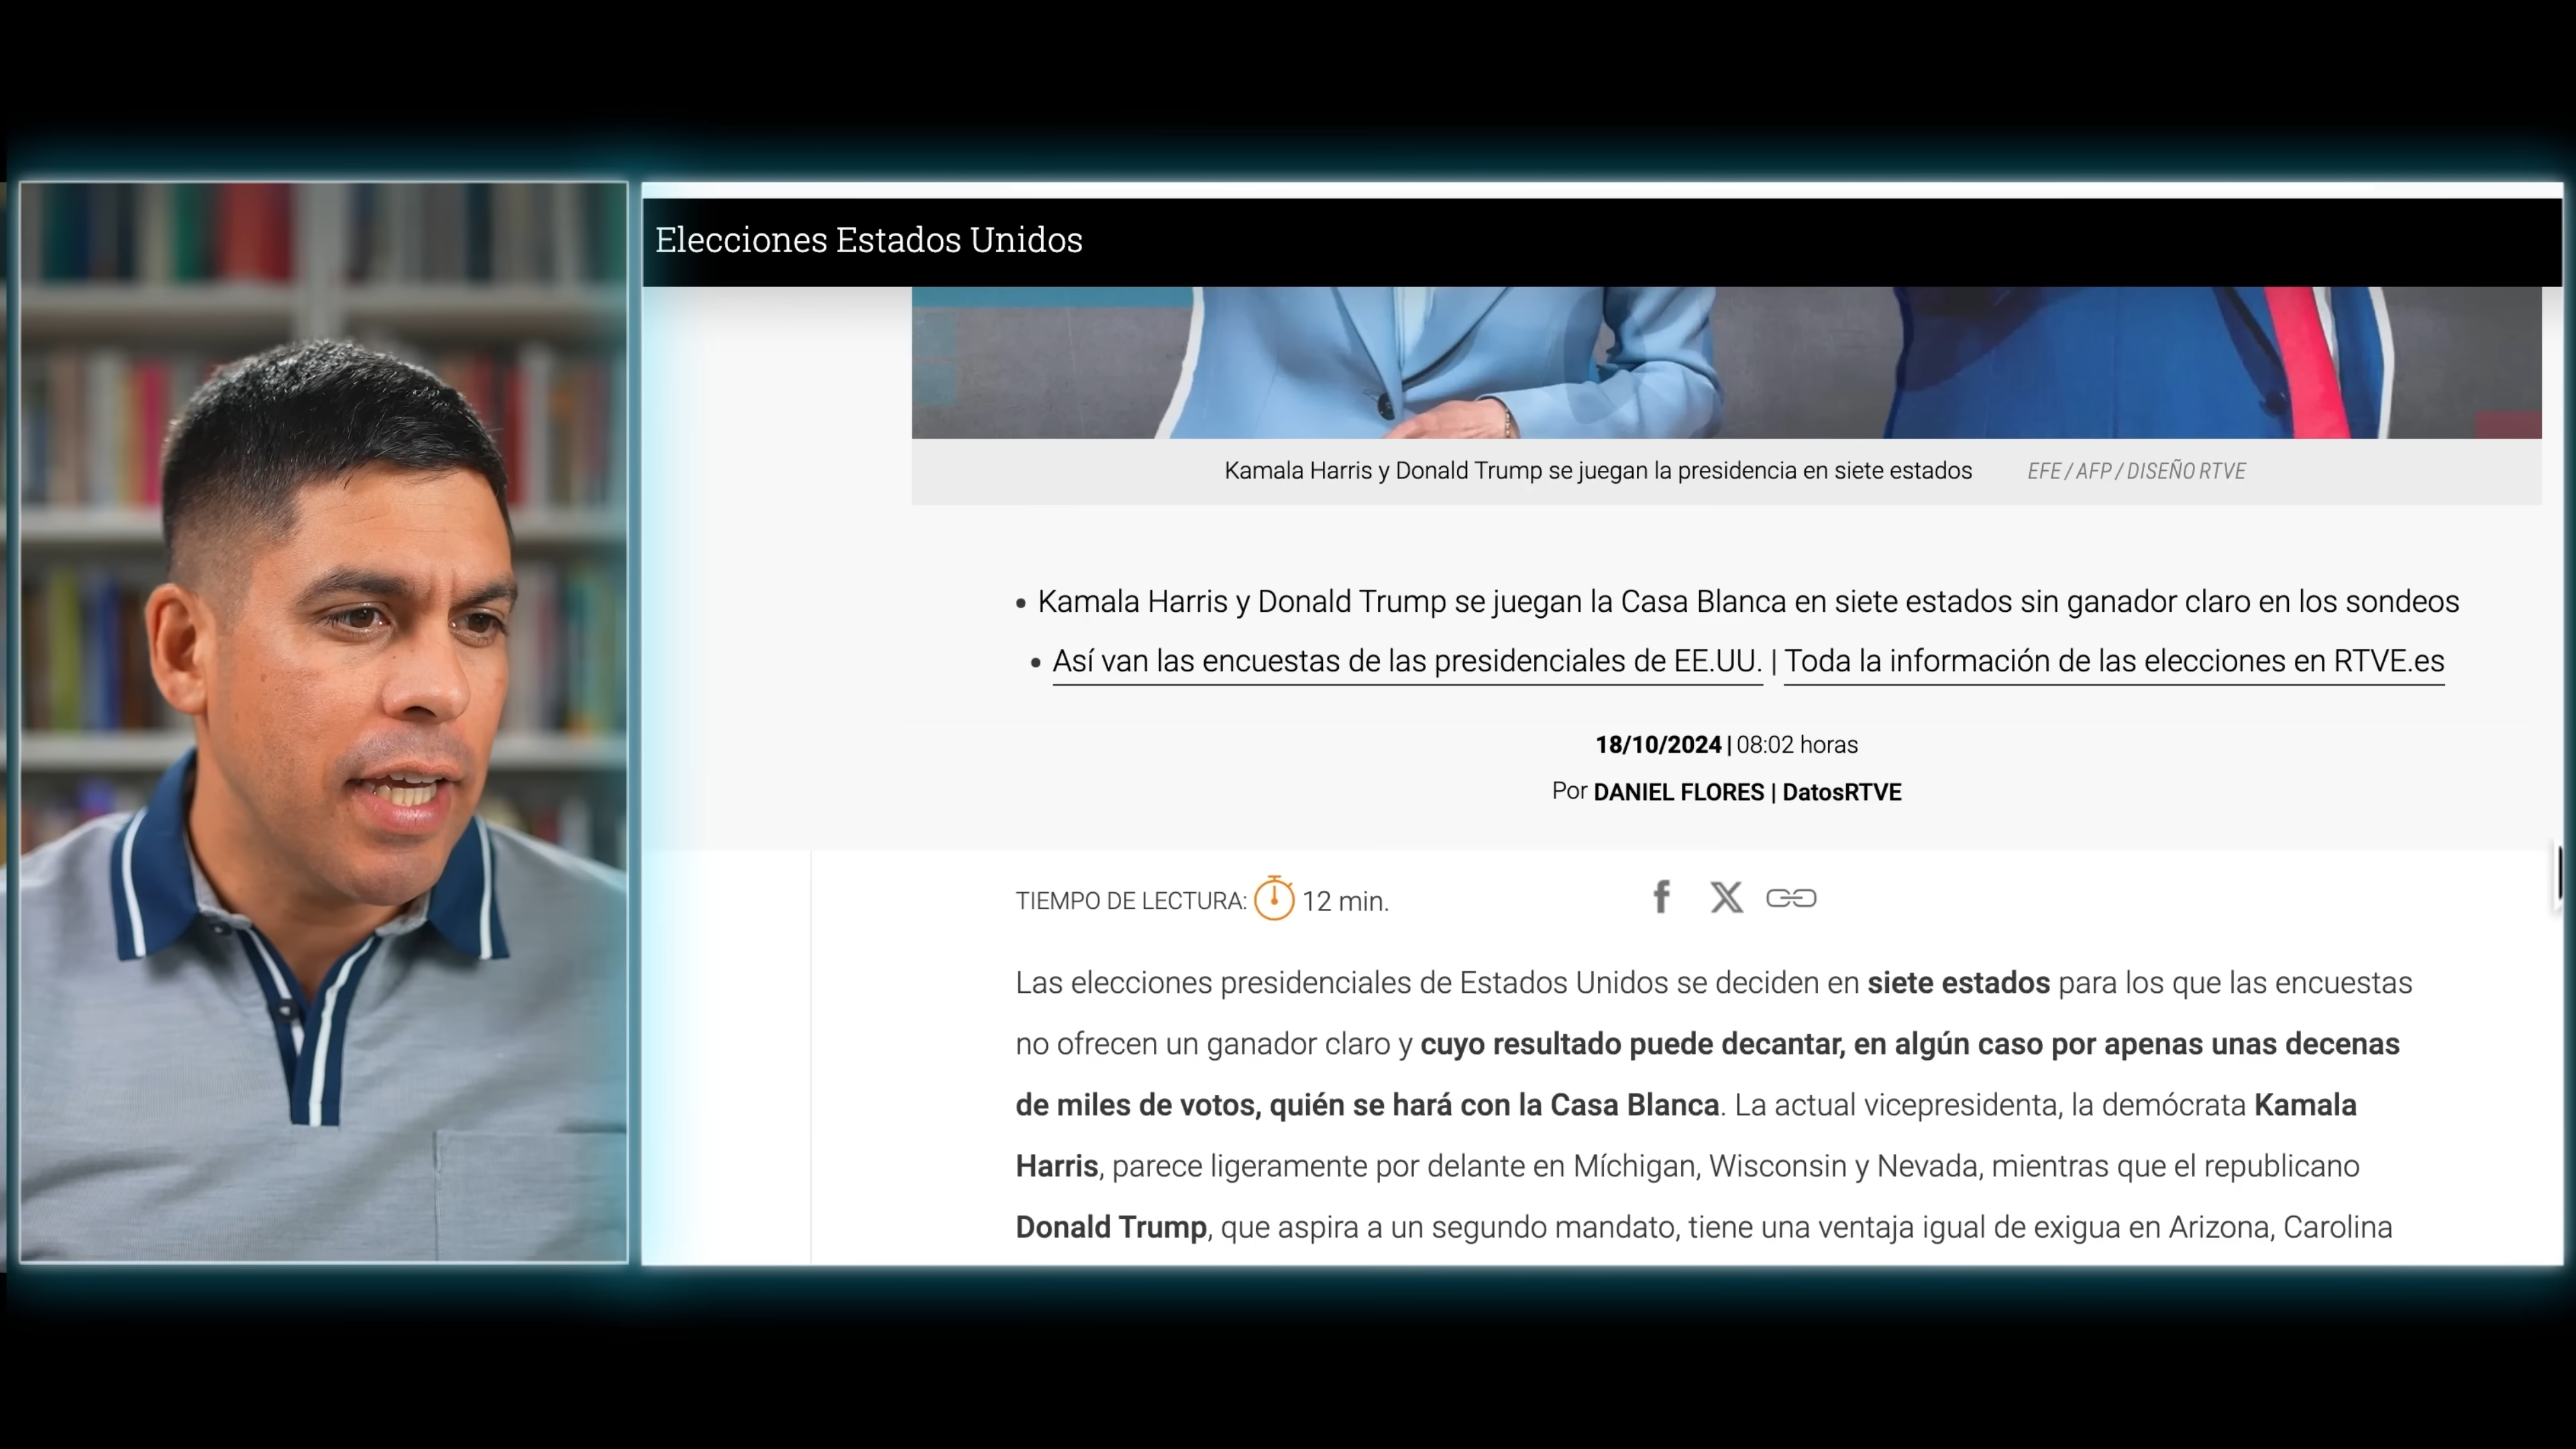 Elecciones Estados Unidos
Kamala Harris y Donald Trump se juegan la presidencia en siete estados EFE / AFP / DISEÑO RTVE
• Kamala Harris y Donald Trump se juegan la Casa Blanca en siete estados sin ganador claro en los sondeos
• Así van las encuestas de las presidenciales de EE.UU. | Toda la información de las elecciones en RTVE.es
18/10/2024 | 08:02 horas
Por DANIEL FLORES | DatosRTVE
TIEMPO DE LECTURA: 12 min.
Las elecciones presidenciales de Estados Unidos se deciden en siete estados para los que las encuestas
no ofrecen un ganador claro y cuyo resultado puede decantar, en algún caso por apenas unas decenas
de miles de votos, quién se hará con la Casa Blanca. La actual vicepresidenta, la demócrata Kamala
Harris, parece ligeramente por delante en Míchigan, Wisconsin y Nevada, mientras que el republicano
Donald Trump, que aspira a un segundo mandato, tiene una ventaja igual de exigua en Arizona, Carolina